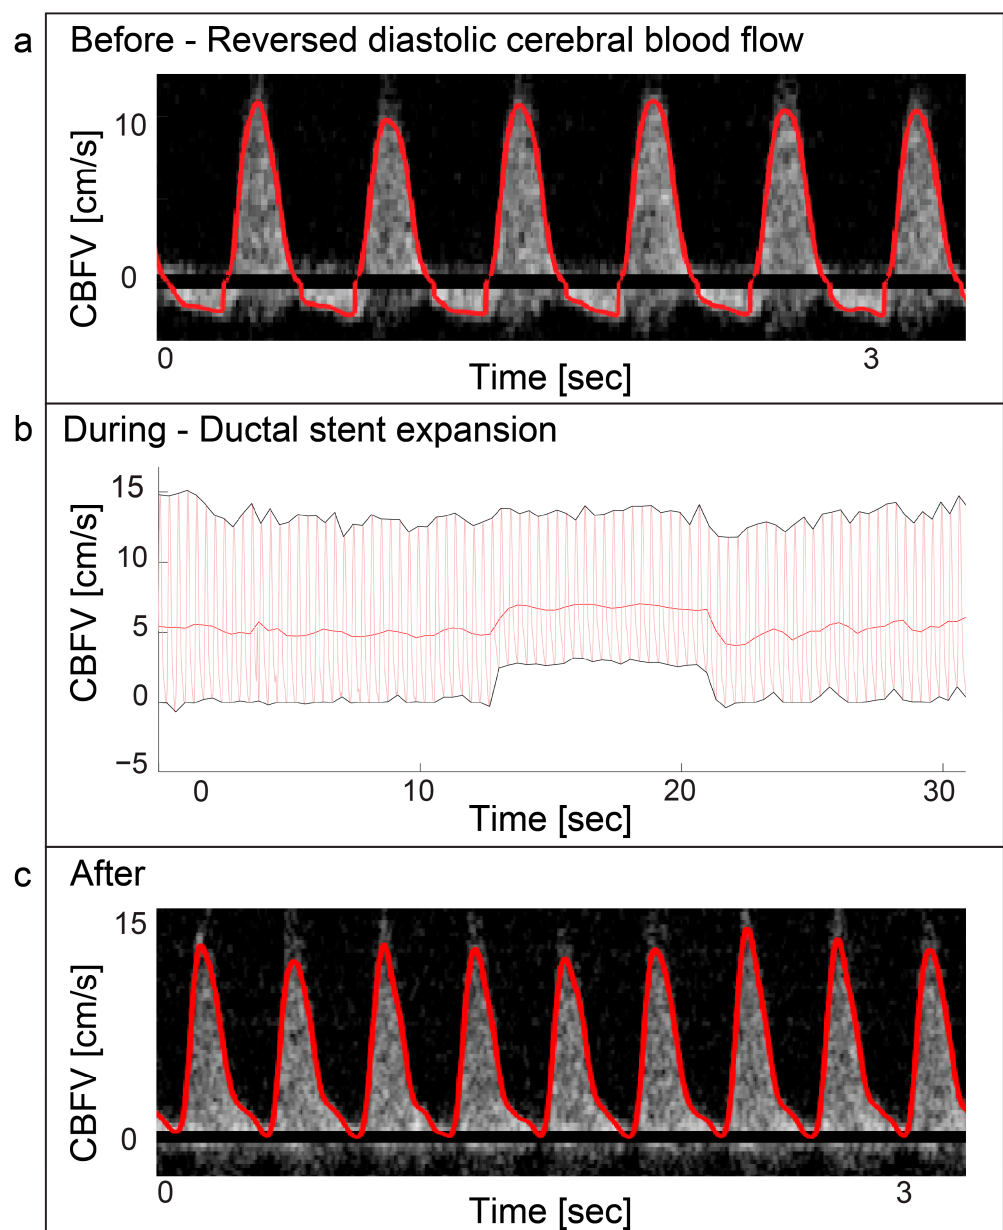 a Before - Reversed diastolic cerebral blood flow
CBFV [cm/s]
10
0
0 3
Time [sec]
b During - Ductal stent expansion
CBFV [cm/s]
15
10
5
0
−5
0 10 20 30
Time [sec]
c After
CBFV [cm/s]
15
0
0 3
Time [sec]